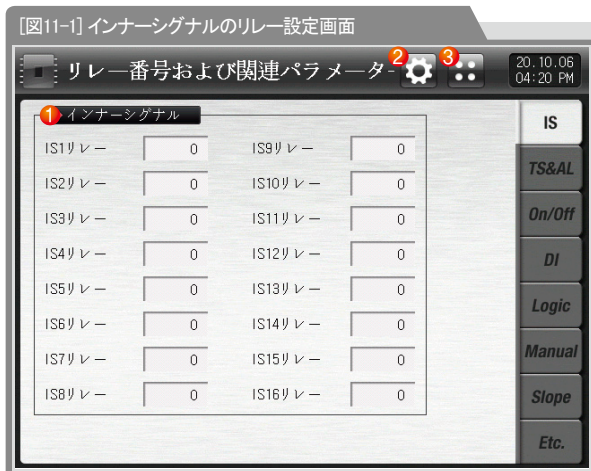 [図11-1] インナーシグナルのリレー設定画面
リレー番号および関連パラメーター
2
3
20.10.06
04:20 PM
1 インナーシグナル
IS1リレー 0 IS9リレー 0
IS2リレー 0 IS10リレー 0
IS3リレー 0 IS11リレー 0
IS4リレー 0 IS12リレー 0
IS5リレー 0 IS13リレー 0
IS6リレー 0 IS14リレー 0
IS7リレー 0 IS15リレー 0
IS8リレー 0 IS16リレー 0
IS
TS&AL
On/Off
DI
Logic
Manual
Slope
Etc.